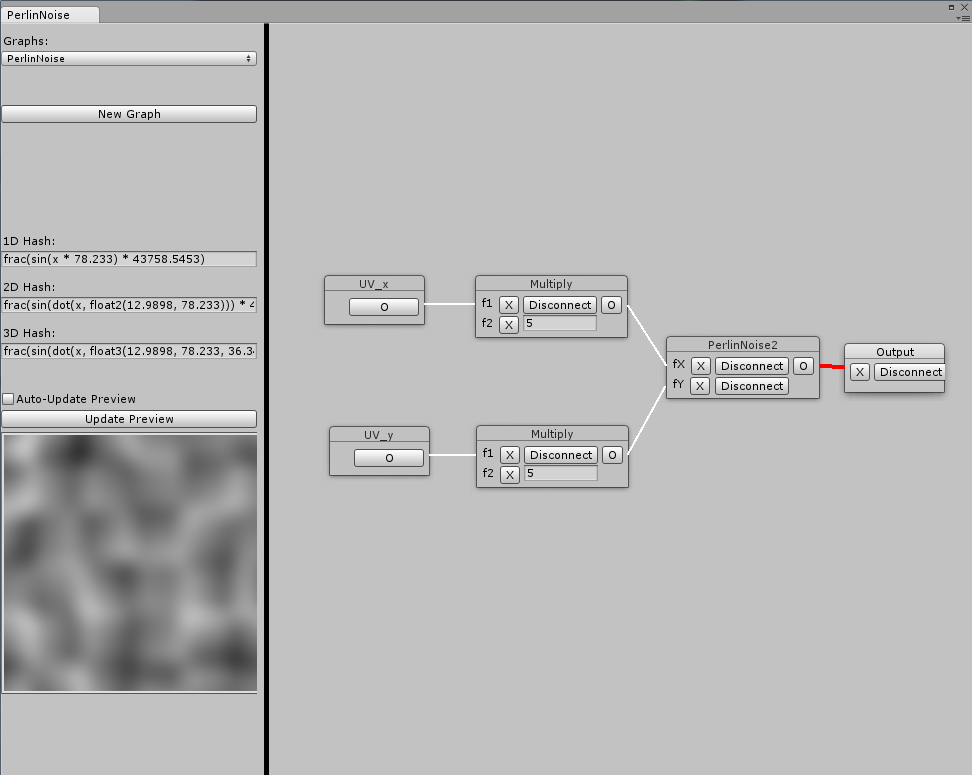 PerlinNoise
Graphs:
PerlinNoise
New Graph
1D Hash:
frac(sin(x * 78.233) * 43758.5453)
2D Hash:
frac(sin(dot(x, float2(12.9898, 78.233))) * 4
3D Hash:
frac(sin(dot(x, float3(12.9898, 78.233, 36.3
Auto-Update Preview
Update Preview
UV_x
O
Multiply
f1 X Disconnect O
f2 X 5
UV_y
O
Multiply
f1 X Disconnect O
f2 X 5
PerlinNoise2
fX X Disconnect O
fY X Disconnect
Output
X Disconnect